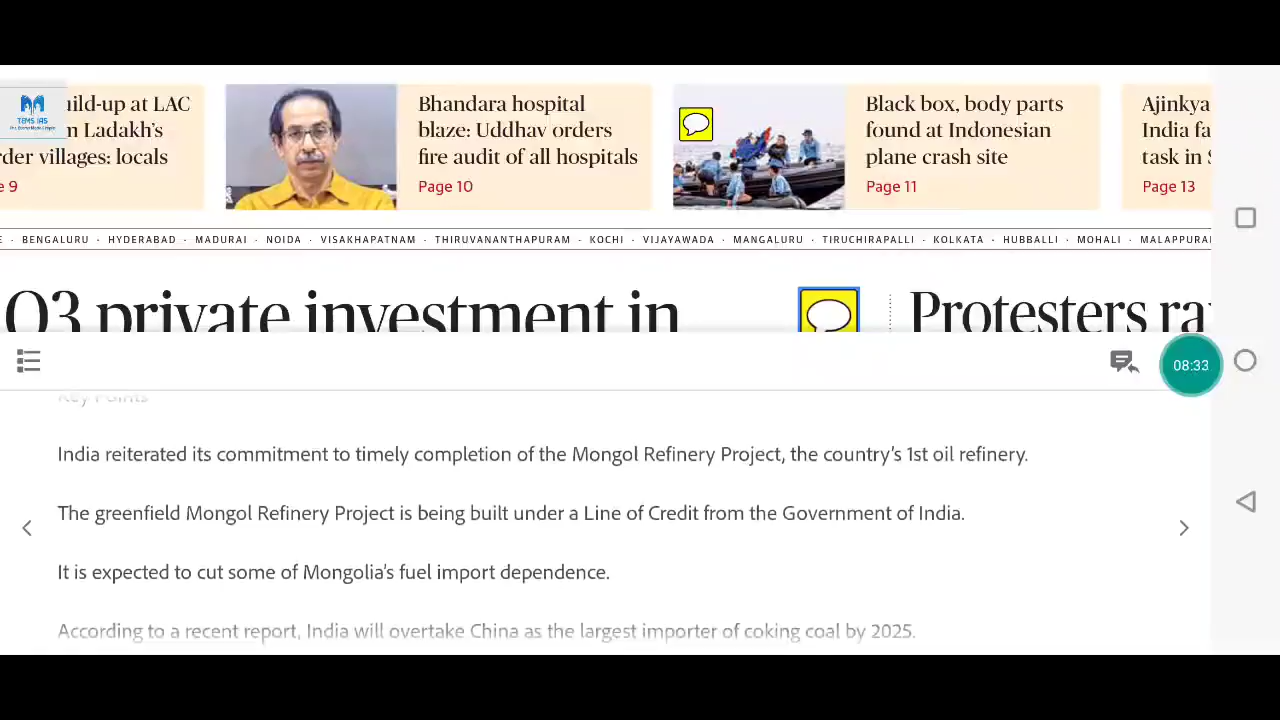 TEMS IAS
uild-up at LAC
n Ladakh's
der villages: locals
e 9
Bhandara hospital
blaze: Uddhav orders
fire audit of all hospitals
Page 10
Black box, body parts
found at Indonesian
plane crash site
Page 11
Ajinkya
India fa
task in S
Page 13
E · BENGALURU · HYDERABAD · MADURAI · NOIDA · VISAKHAPATNAM · THIRUVANANTHAPURAM · KOCHI · VIJAYAWADA · MANGALURU · TIRUCHIRAPALLI · KOLKATA · HUBBALLI · MOHALI · MALAPPURA
Q3 private investment in
Protesters ra
08:33
Key Points
India reiterated its commitment to timely completion of the Mongol Refinery Project, the country's 1st oil refinery.
The greenfield Mongol Refinery Project is being built under a Line of Credit from the Government of India.
It is expected to cut some of Mongolia's fuel import dependence.
According to a recent report, India will overtake China as the largest importer of coking coal by 2025.